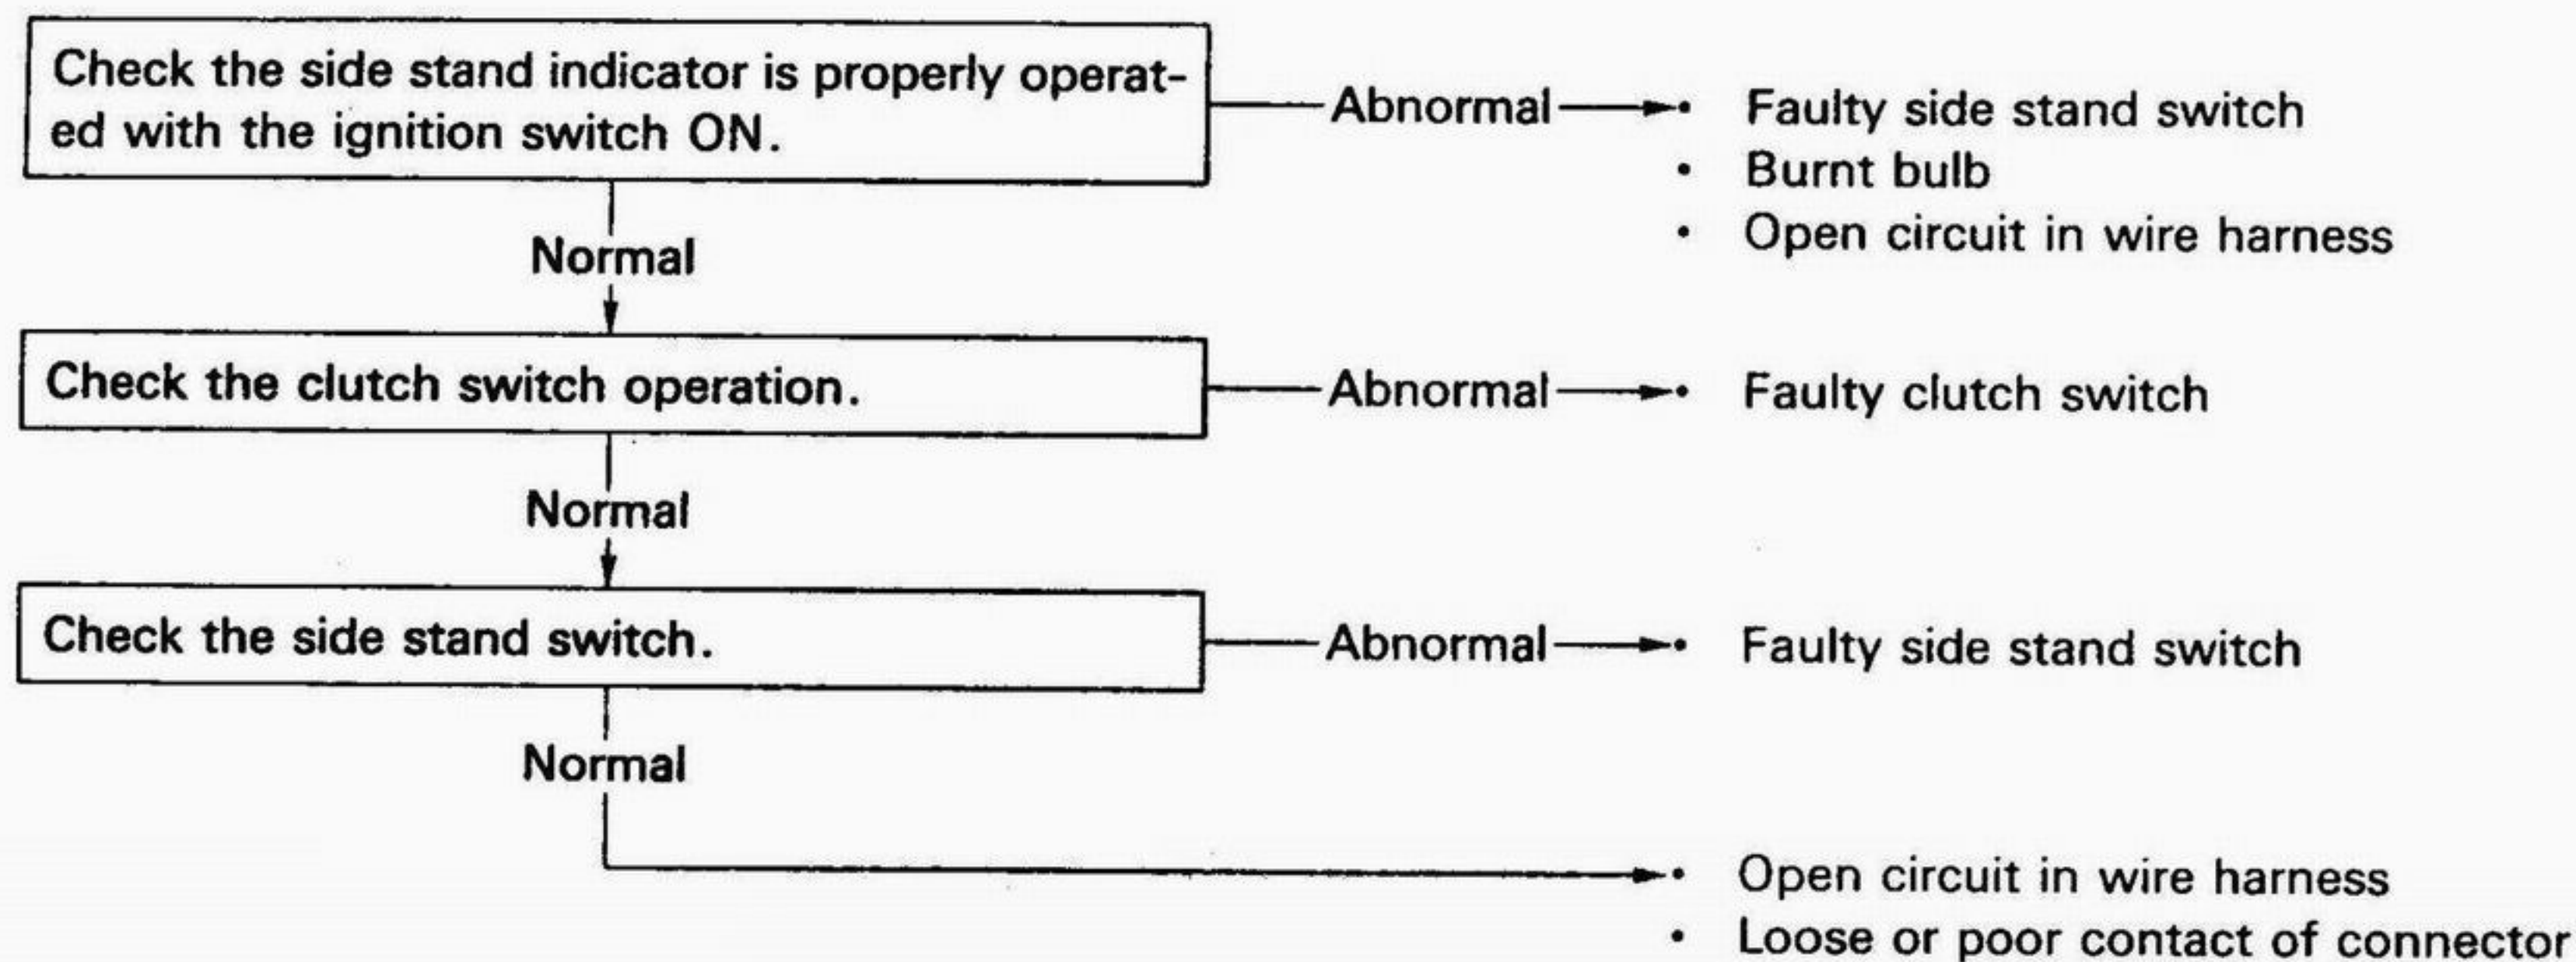 Check the side stand indicator is properly operat-
ed with the ignition switch ON.
Abnormal
• Faulty side stand switch
• Burnt bulb
• Open circuit in wire harness
Normal
Check the clutch switch operation.
Abnormal
• Faulty clutch switch
Normal
Check the side stand switch.
Abnormal
• Faulty side stand switch
Normal
• Open circuit in wire harness
• Loose or poor contact of connector